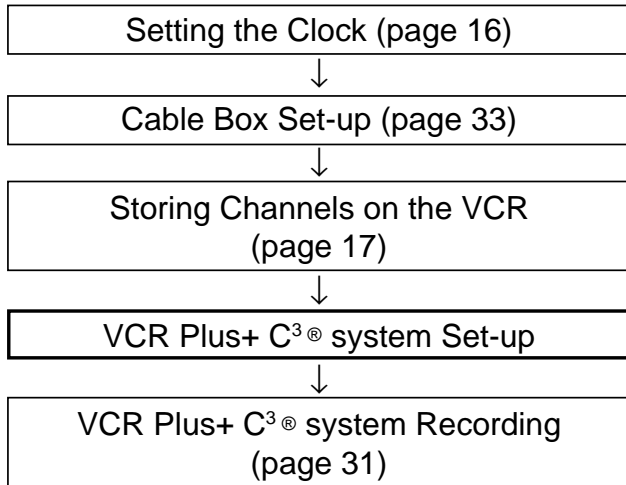 Setting the Clock (page 16)
↓
Cable Box Set-up (page 33)
↓
Storing Channels on the VCR
(page 17)
↓
VCR Plus+ C³® system Set-up
↓
VCR Plus+ C³® system Recording
(page 31)